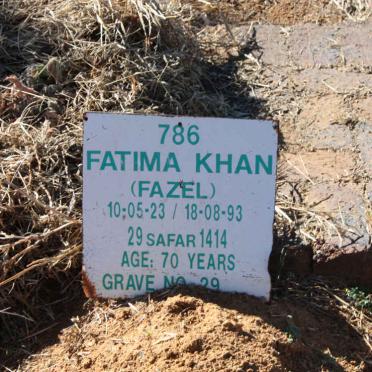 786
FATIMA KHAN
(FAZEL)
10;05-23 / 18-08-93
29 SAFAR 1414
AGE: 70 YEARS
GRAVE NO. 29